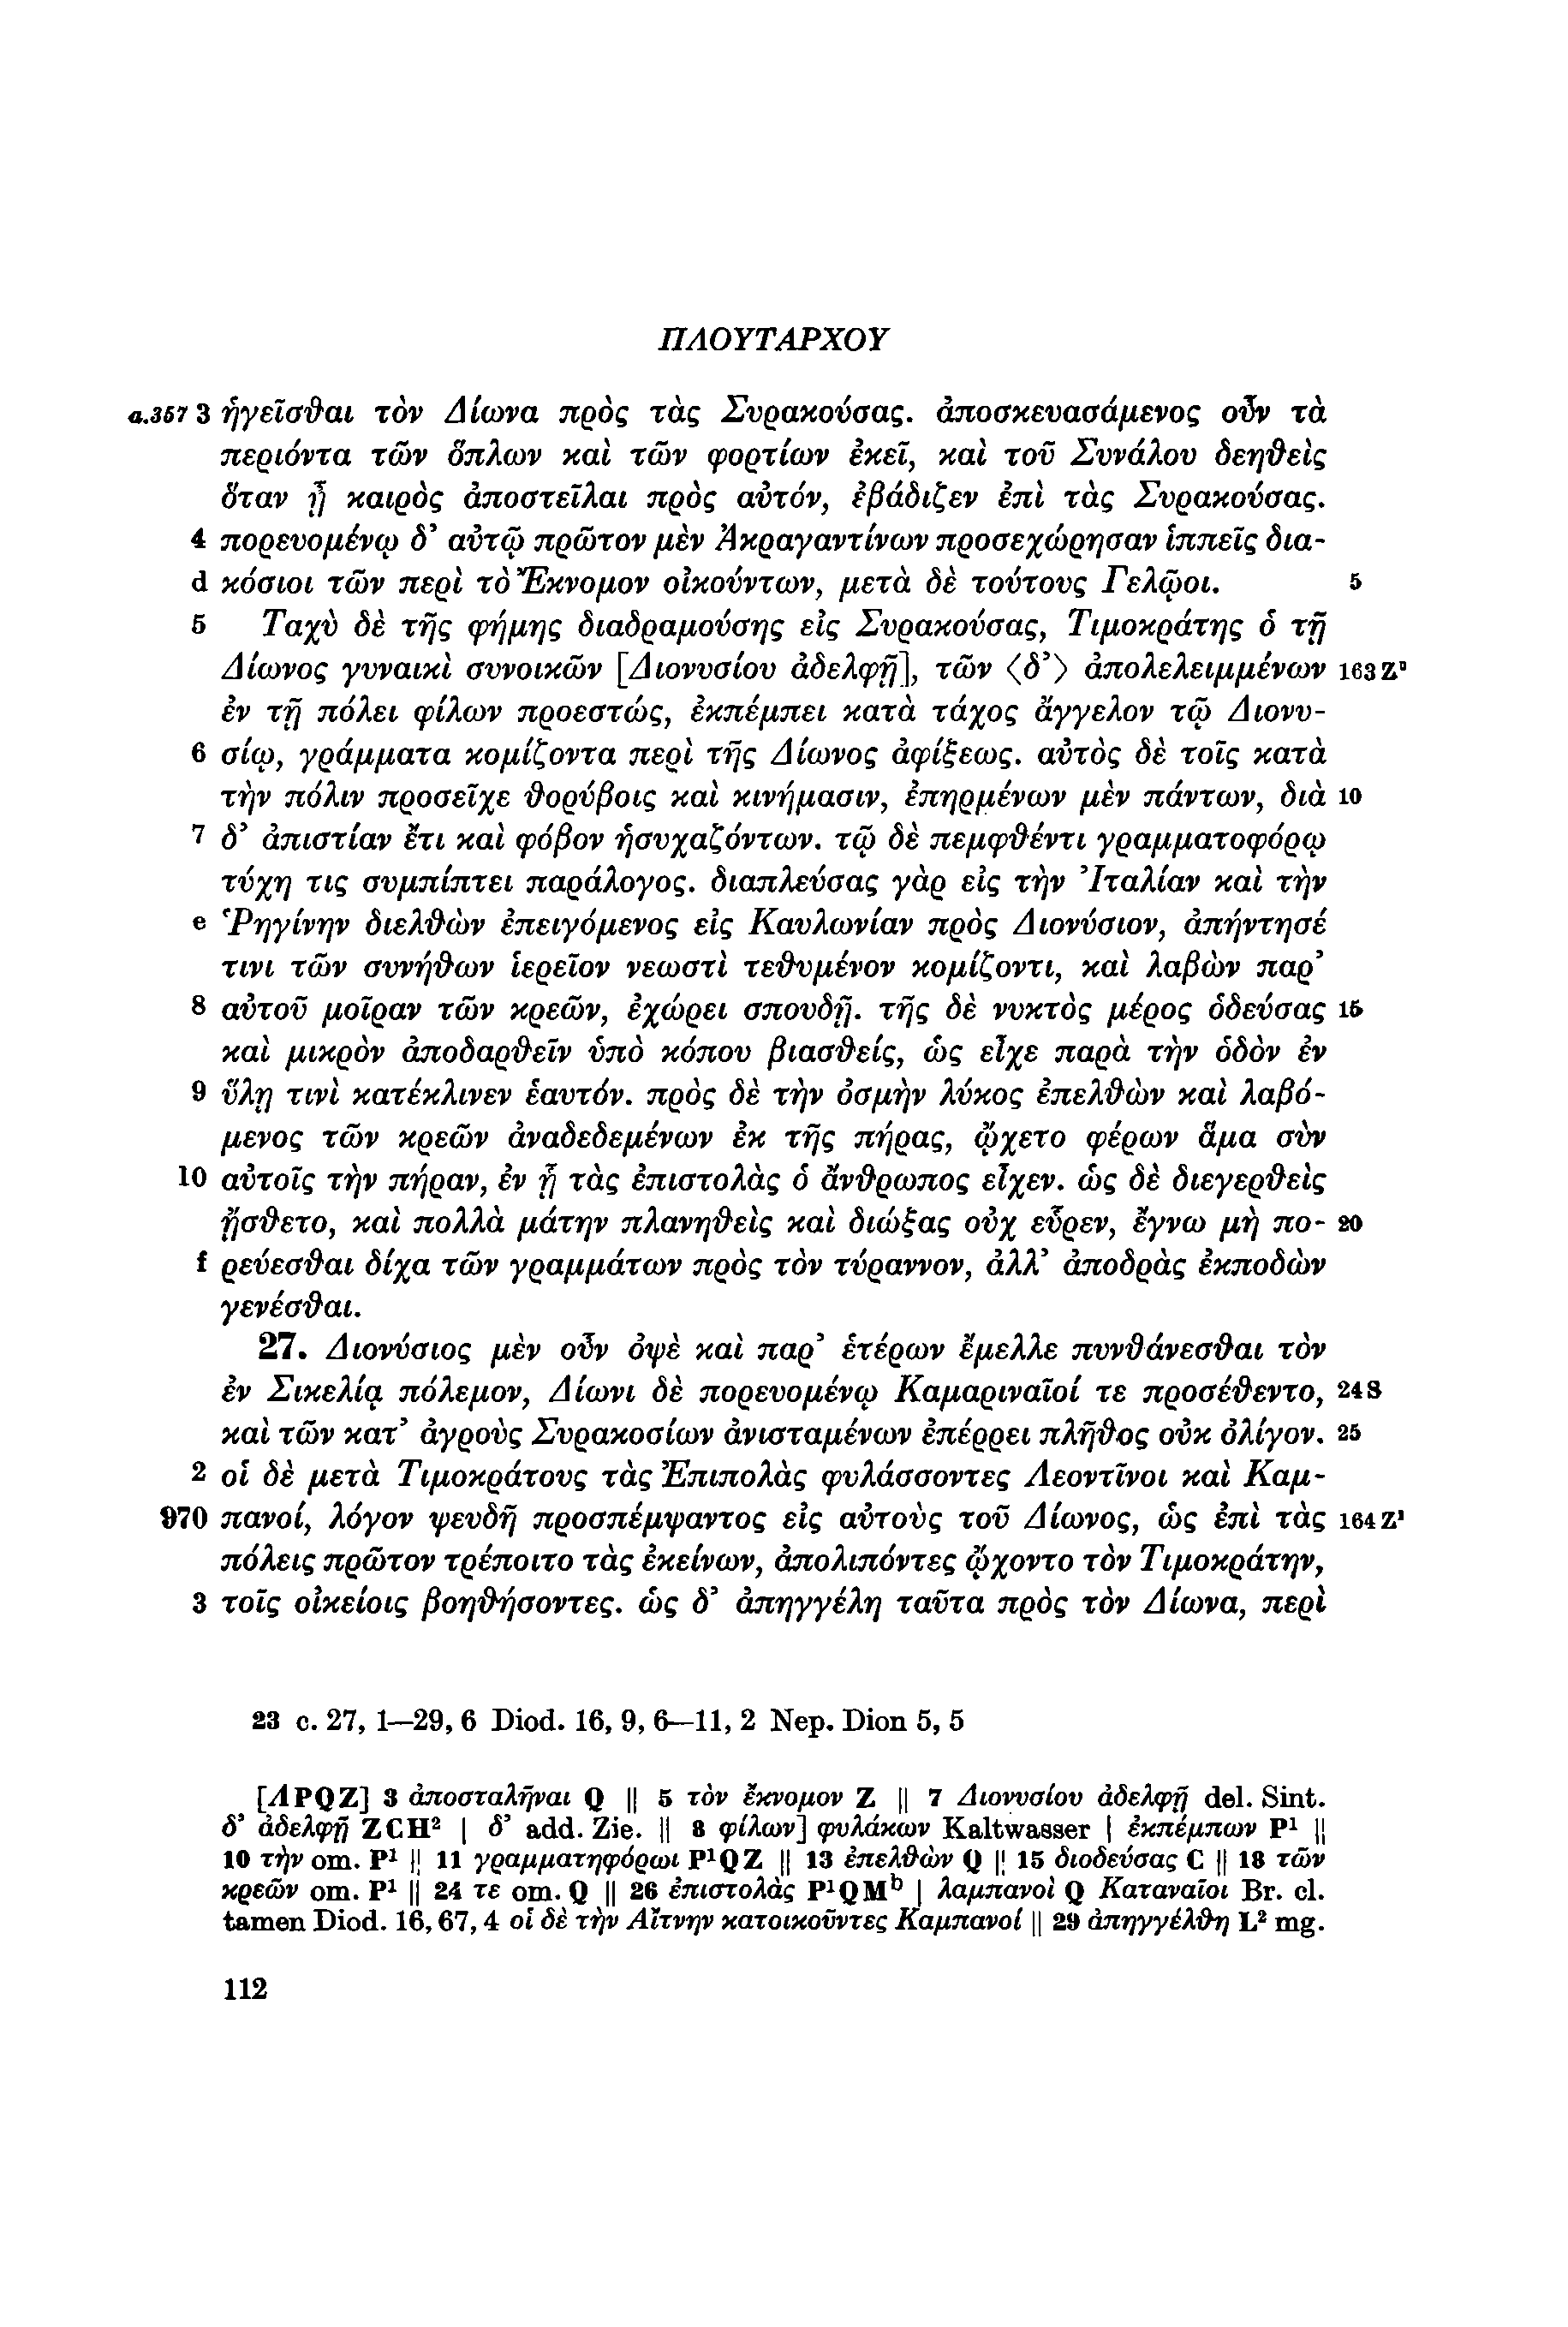 ΠΛΟΥΤΑΡΧΟΥ
a.357 3 ἡγεῖσθαι τὸν Δίωνα πρὸς τὰς Συρακούσας. ἀποσκευασάμενος οὖν τὰ
περιόντα τῶν ὅπλων καὶ τῶν φορτίων ἐκεῖ, καὶ τοῦ Συνάλου δεηθεὶς
ὅταν ᾖ καιρὸς ἀποστεῖλαι πρὸς αὐτόν, ἐβάδιζεν ἐπὶ τὰς Συρακούσας.
4 πορευομένῳ δ’ αὐτῷ πρῶτον μὲν Ἀκραγαντίνων προσεχώρησαν ἱππεῖς δια-
d κόσιοι τῶν περὶ τὸ Ἔκνομον οἰκούντων, μετὰ δὲ τούτους Γελῷοι. 5
5 Ταχὺ δὲ τῆς φήμης διαδραμούσης εἰς Συρακούσας, Τιμοκράτης ὁ τῇ
Δίωνος γυναικὶ συνοικῶν [Διονυσίου ἀδελφῇ], τῶν ⟨δ’⟩ ἀπολελειμμένων 163 Z
ἐν τῇ πόλει φίλων προεστώς, ἐκπέμπει κατὰ τάχος ἄγγελον τῷ Διονυ-
6 σίῳ, γράμματα κομίζοντα περὶ τῆς Δίωνος ἀφίξεως. αὐτὸς δὲ τοῖς κατὰ
τὴν πόλιν προσεῖχε θορύβοις καὶ κινήμασιν, ἐπηρμένων μὲν πάντων, διὰ 10
7 δ’ ἀπιστίαν ἔτι καὶ φόβον ἡσυχαζόντων. τῷ δὲ πεμφθέντι γραμματοφόρῳ
τύχη τις συμπίπτει παράλογος. διαπλεύσας γὰρ εἰς τὴν Ἰταλίαν καὶ τὴν
e Ῥηγίνην διελθὼν ἐπειγόμενος εἰς Καυλωνίαν πρὸς Διονύσιον, ἀπήντησέ
τινι τῶν συνήθων ἱερεῖον νεωστὶ τεθυμένον κομίζοντι, καὶ λαβὼν παρ’
8 αὐτοῦ μοῖραν τῶν κρεῶν, ἐχώρει σπουδῇ. τῆς δὲ νυκτὸς μέρος ὁδεύσας 15
καὶ μικρὸν ἀποδαρθεῖν ὑπὸ κόπου βιασθείς, ὡς εἶχε παρὰ τὴν ὁδὸν ἐν
9 ὕλῃ τινὶ κατέκλινεν ἑαυτόν. πρὸς δὲ τὴν ὀσμὴν λύκος ἐπελθὼν καὶ λαβό-
μενος τῶν κρεῶν ἀναδεδεμένων ἐκ τῆς πήρας, ᾤχετο φέρων ἅμα σὺν
10 αὐτοῖς τὴν πήραν, ἐν ᾗ τὰς ἐπιστολὰς ὁ ἄνθρωπος εἶχεν. ὡς δὲ διεγερθεὶς
ᾔσθετο, καὶ πολλὰ μάτην πλανηθεὶς καὶ διώξας οὐχ εὗρεν, ἔγνω μὴ πο- 20
f ρεύεσθαι δίχα τῶν γραμμάτων πρὸς τὸν τύραννον, ἀλλ’ ἀποδρὰς ἐκποδὼν
γενέσθαι.
27. Διονύσιος μὲν οὖν ὀψὲ καὶ παρ’ ἑτέρων ἔμελλε πυνθάνεσθαι τὸν
ἐν Σικελίᾳ πόλεμον, Δίωνι δὲ πορευομένῳ Καμαριναῖοί τε προσέθεντο, 24 S
καὶ τῶν κατ’ ἀγροὺς Συρακοσίων ἀνισταμένων ἐπέρρει πλῆθος οὐκ ὀλίγον. 25
2 οἱ δὲ μετὰ Τιμοκράτους τὰς Ἐπιπολὰς φυλάσσοντες Λεοντῖνοι καὶ Καμ-
970 πανοί, λόγον ψευδῆ προσπέμψαντος εἰς αὐτοὺς τοῦ Δίωνος, ὡς ἐπὶ τὰς 164 Z
πόλεις πρῶτον τρέποιτο τὰς ἐκείνων, ἀπολιπόντες ᾤχοντο τὸν Τιμοκράτην,
3 τοῖς οἰκείοις βοηθήσοντες. ὡς δ’ ἀπηγγέλη ταῦτα πρὸς τὸν Δίωνα, περὶ
23 c. 27, 1—29, 6 Diod. 16, 9, 6—11, 2 Nep. Dion 5, 5
[ΛPQZ] 3 ἀποσταλῆναι Q || 5 τὸν ἔκνομον Z || 7 Διονυσίου ἀδελφῇ del. Sint.
δ’ ἀδελφῇ ZCH² | δ’ add. Zie. || 8 φίλων] φυλάκων Kaltwasser | ἐκπέμπων P¹ ||
10 τὴν om. P¹ || 11 γραμματηφόρωι P¹QZ || 13 ἐπελθὼν Q || 15 διοδεύσας C || 18 τῶν
κρεῶν om. P¹ || 24 τε om. Q || 26 ἐπιστολὰς P¹QMᵇ | λαμπανοὶ Q Καταναῖοι Br. cl.
tamen Diod. 16, 67, 4 οἱ δὲ τὴν Αἴτνην κατοικοῦντες Καμπανοί || 29 ἀπηγγέλθη L² mg.
112